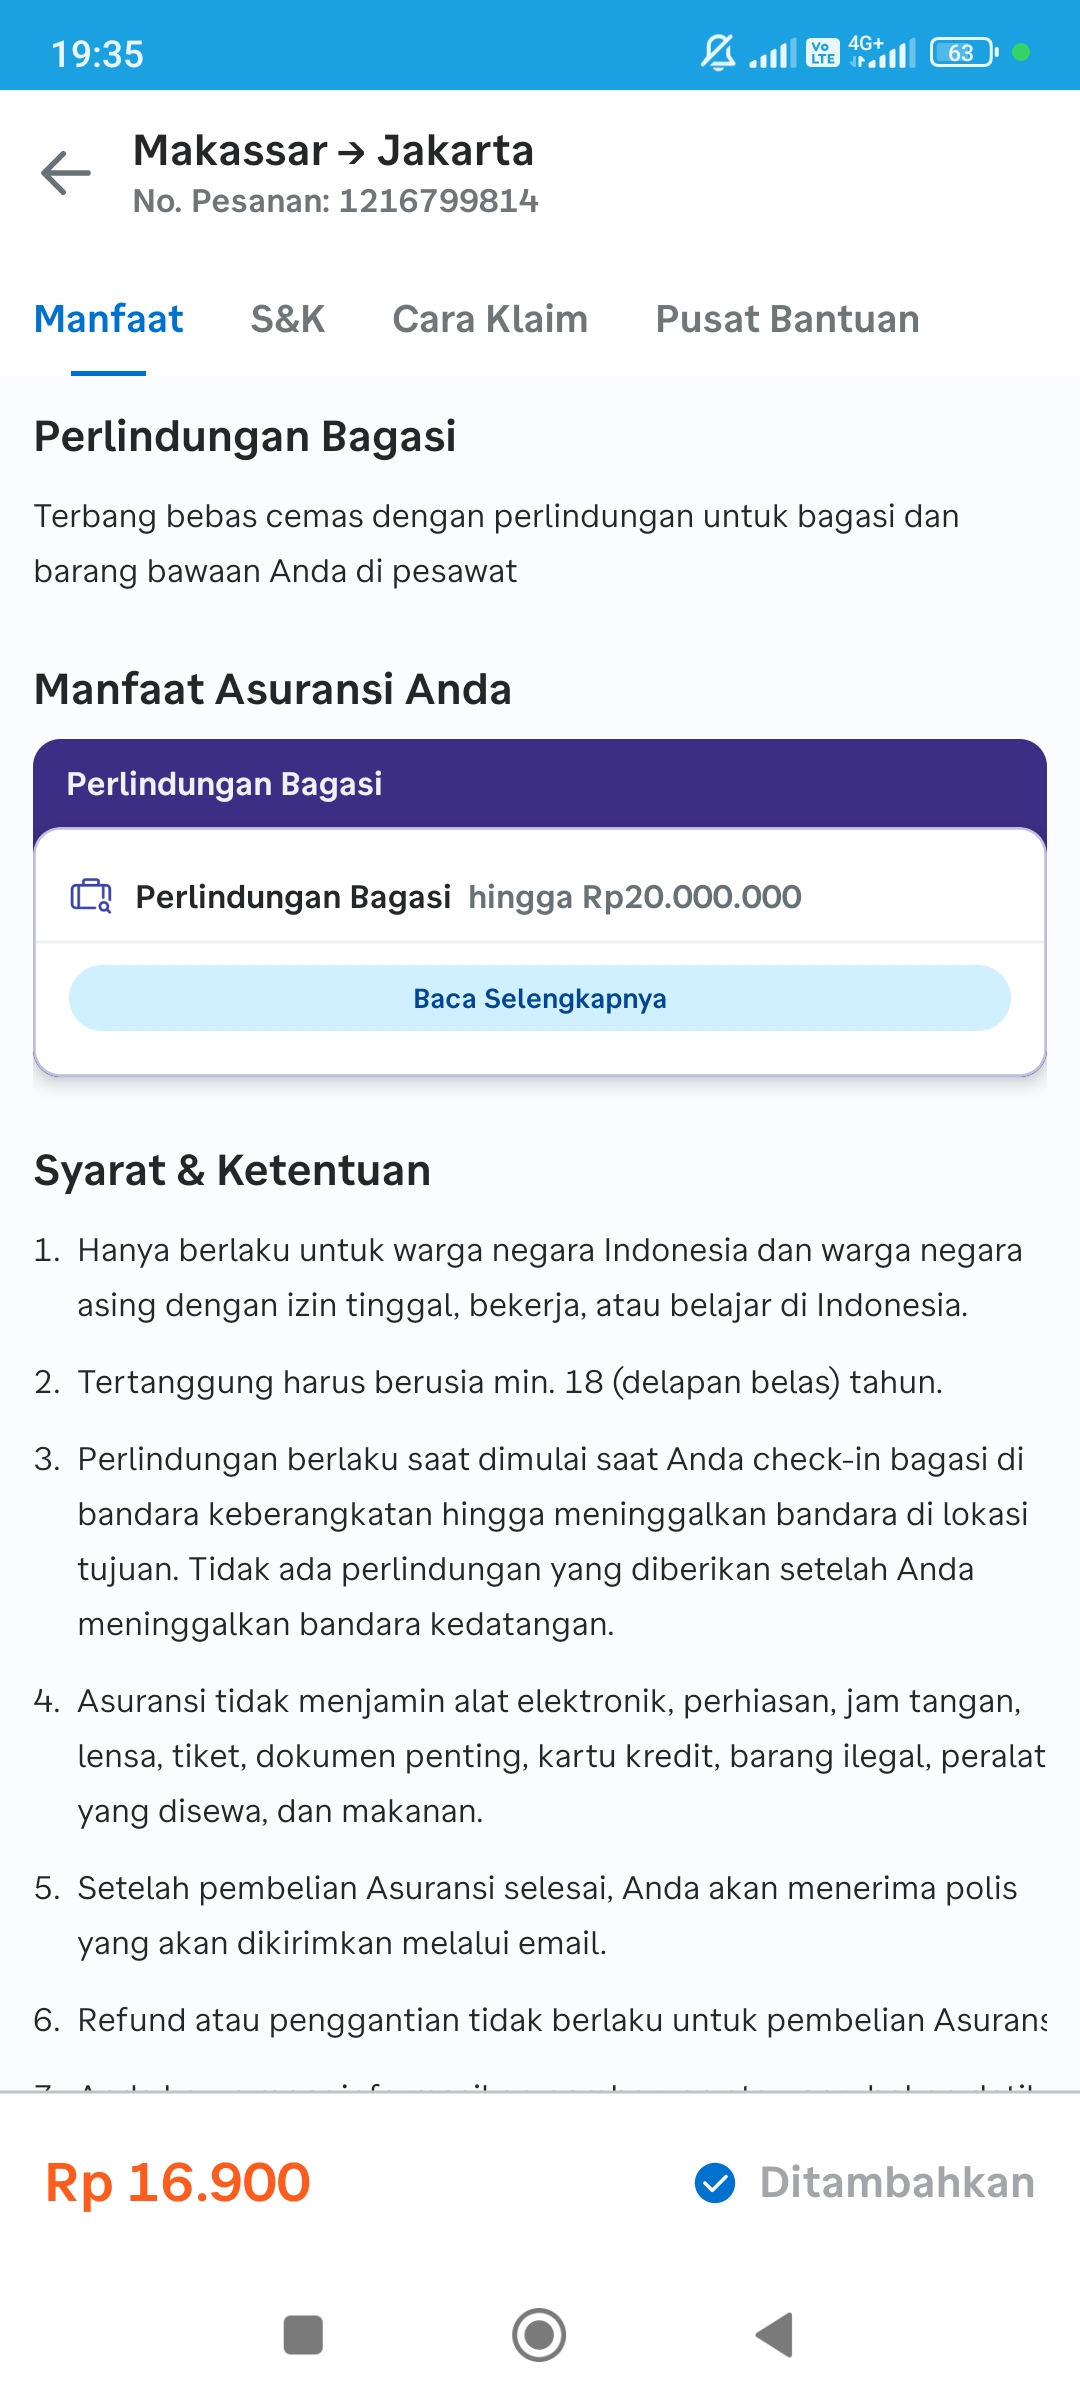 19:35
Vo LTE 4G+ 63
Makassar → Jakarta
No. Pesanan: 1216799814
Manfaat S&K Cara Klaim Pusat Bantuan
Perlindungan Bagasi
Terbang bebas cemas dengan perlindungan untuk bagasi dan
barang bawaan Anda di pesawat
Manfaat Asuransi Anda
Perlindungan Bagasi
Perlindungan Bagasi hingga Rp20.000.000
Baca Selengkapnya
Syarat & Ketentuan
1. Hanya berlaku untuk warga negara Indonesia dan warga negara
asing dengan izin tinggal, bekerja, atau belajar di Indonesia.
2. Tertanggung harus berusia min. 18 (delapan belas) tahun.
3. Perlindungan berlaku saat dimulai saat Anda check-in bagasi di
bandara keberangkatan hingga meninggalkan bandara di lokasi
tujuan. Tidak ada perlindungan yang diberikan setelah Anda
meninggalkan bandara kedatangan.
4. Asuransi tidak menjamin alat elektronik, perhiasan, jam tangan,
lensa, tiket, dokumen penting, kartu kredit, barang ilegal, peralat
yang disewa, dan makanan.
5. Setelah pembelian Asuransi selesai, Anda akan menerima polis
yang akan dikirimkan melalui email.
6. Refund atau penggantian tidak berlaku untuk pembelian Asurans
Rp 16.900
Ditambahkan